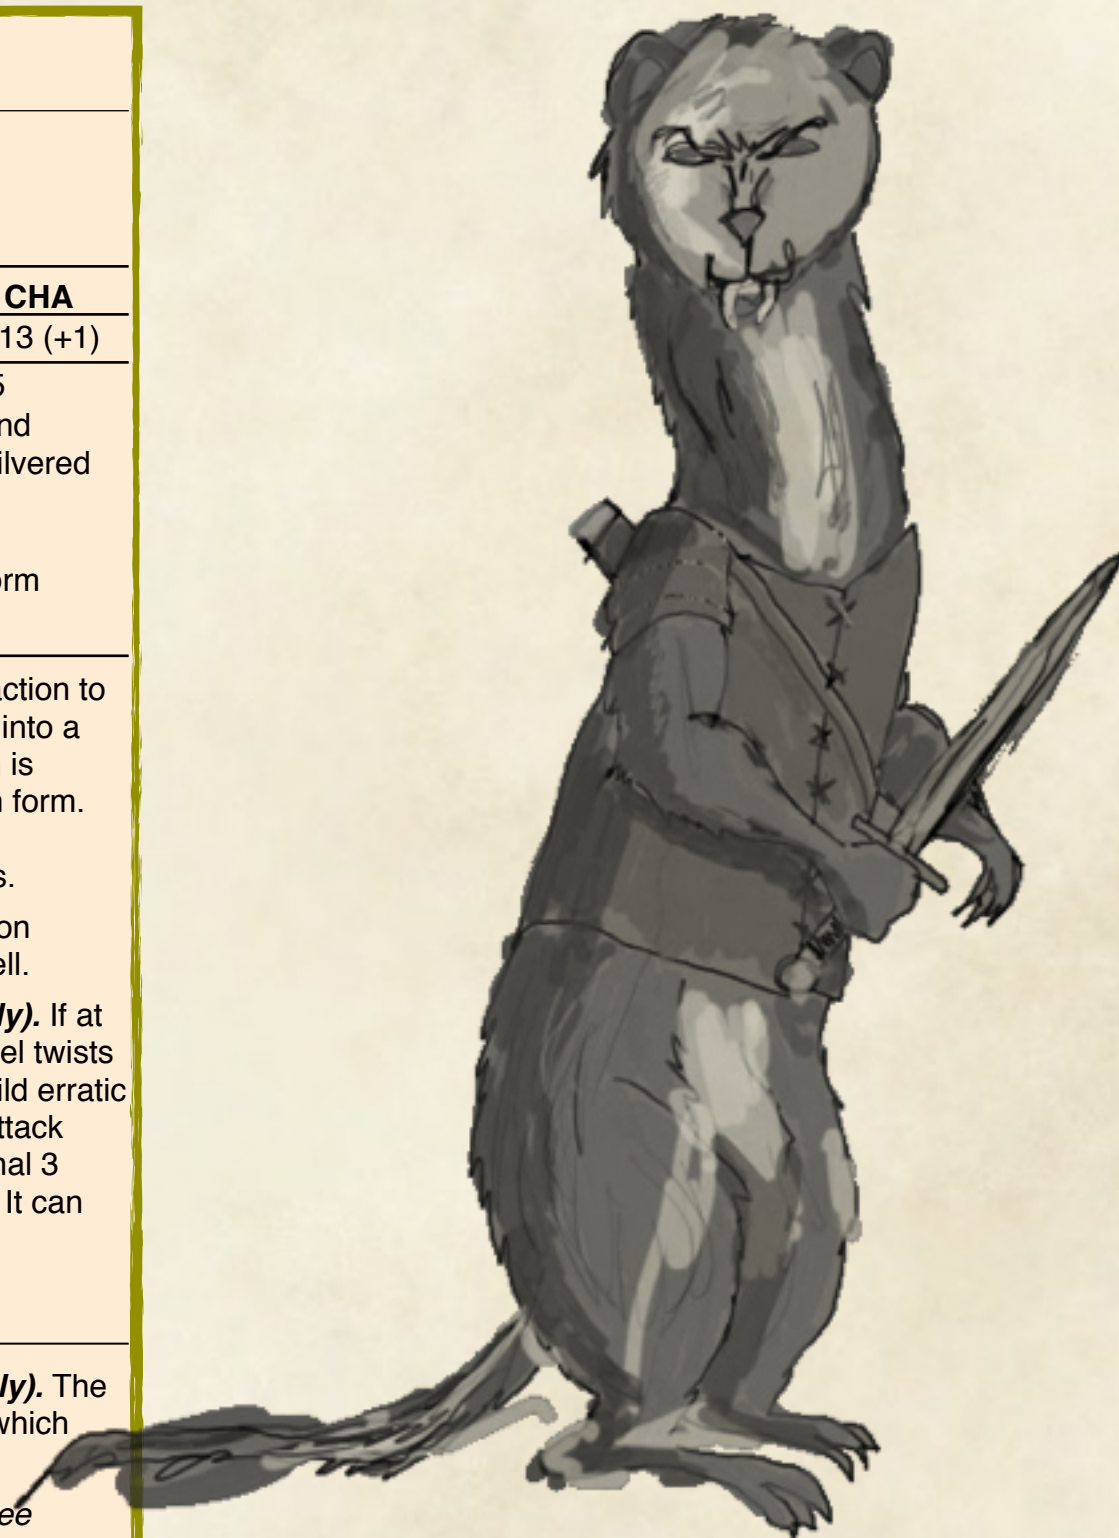 CHA
13 (+1)
5
nd
ilvered
orm
action to
into a
is
form.
s.
on
ell.
ly). If at
el twists
ild erratic
ttack
nal 3
It can
ly). The
which
ee